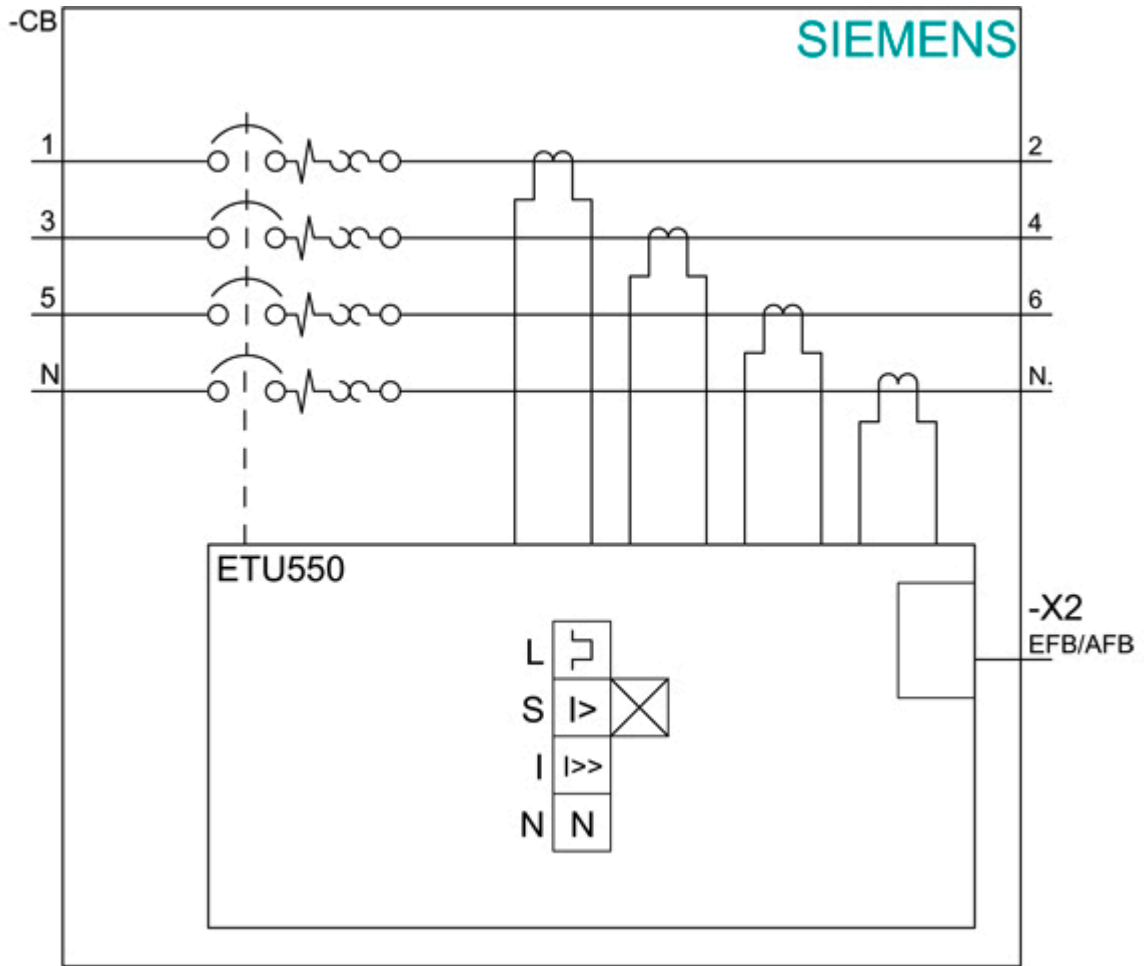 -CB
SIEMENS
1
2
3
4
5
6
N
N.
ETU550
-X2
EFB/AFB
L
S I>
I I>>
N N